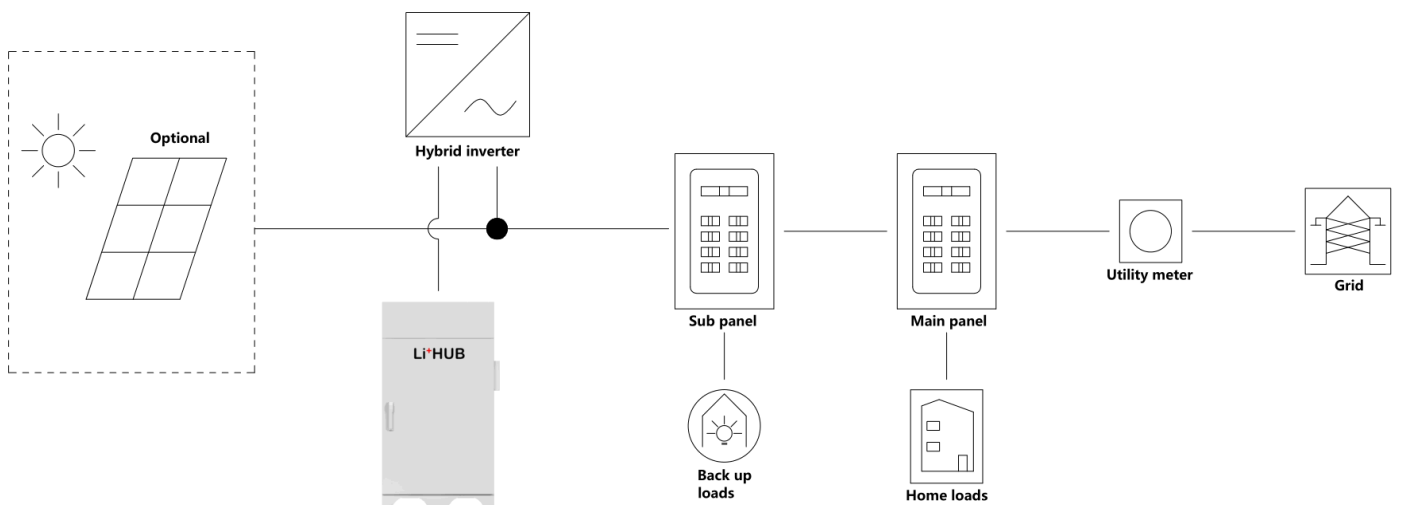 Optional
Hybrid inverter
Li+HUB
Sub panel
Main panel
Utility meter
Grid
Back up
loads
Home loads